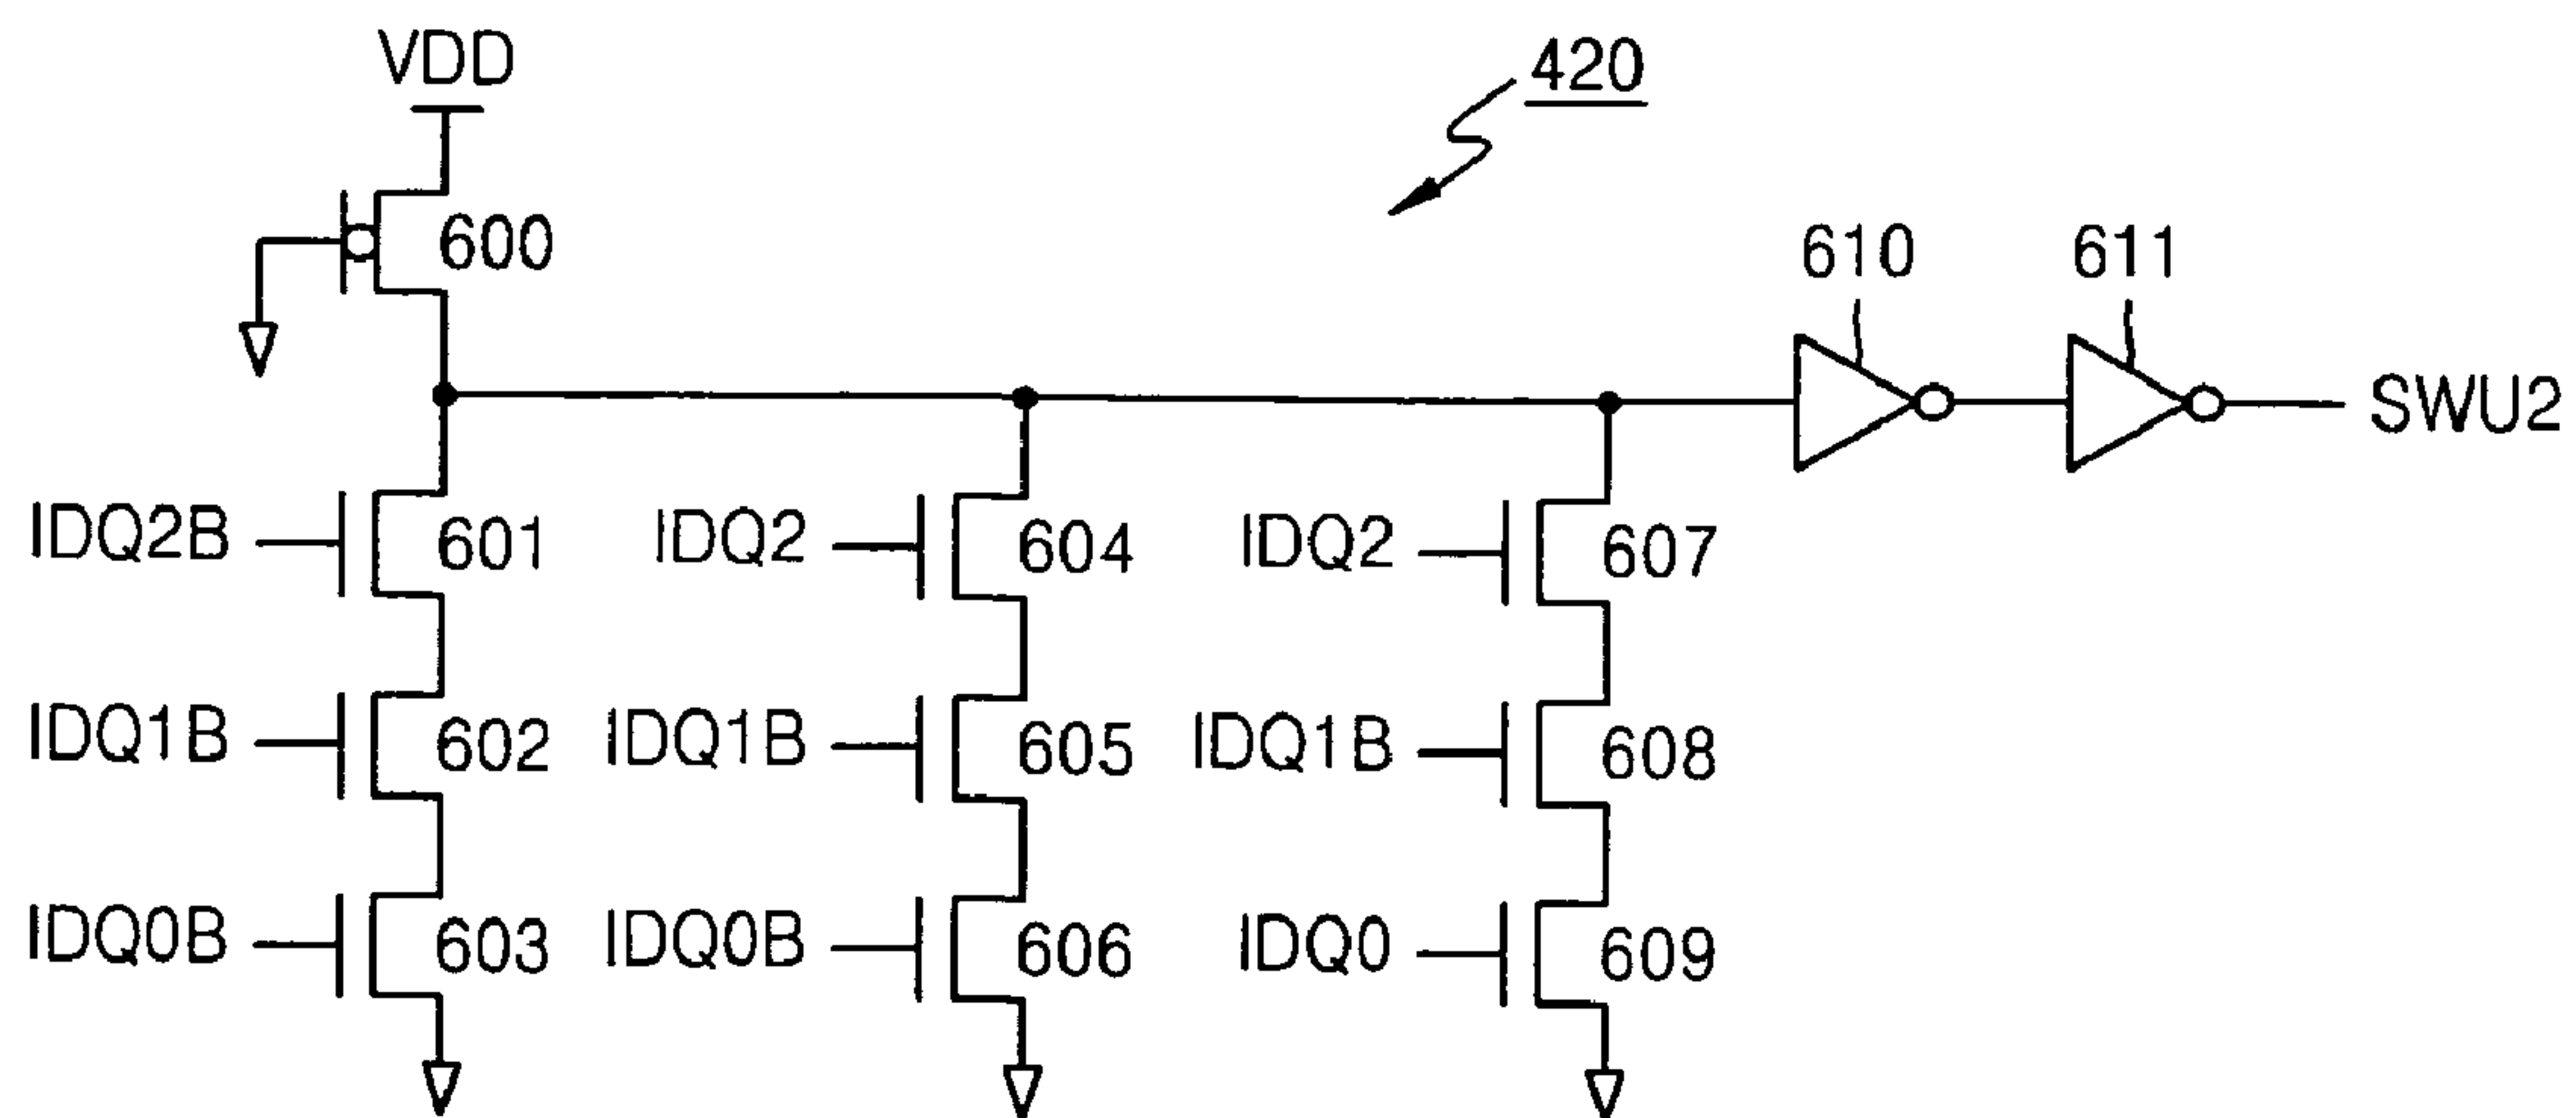 VDD
420
600
610
611
SWU2
IDQ2B
601
IDQ2
604
IDQ2
607
IDQ1B
602
IDQ1B
605
IDQ1B
608
IDQ0B
603
IDQ0B
606
IDQ0
609